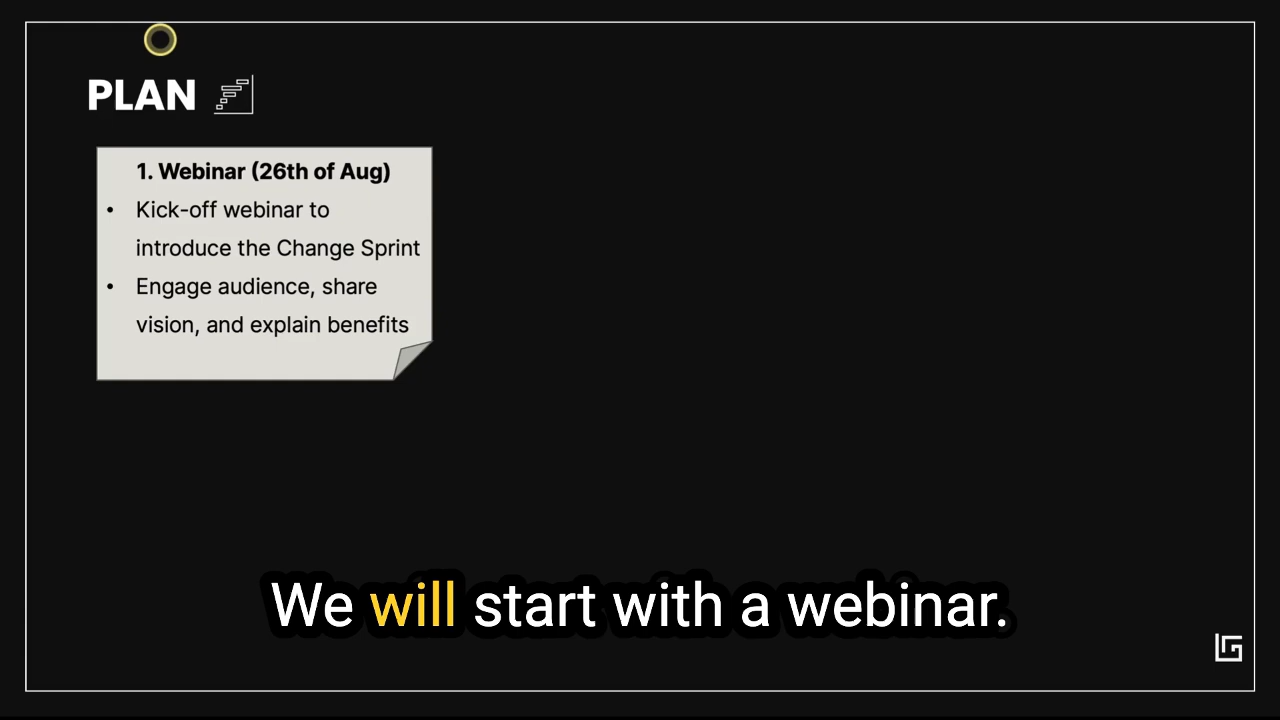 PLAN
1. Webinar (26th of Aug)
• Kick-off webinar to
introduce the Change Sprint
• Engage audience, share
vision, and explain benefits
We will start with a webinar.